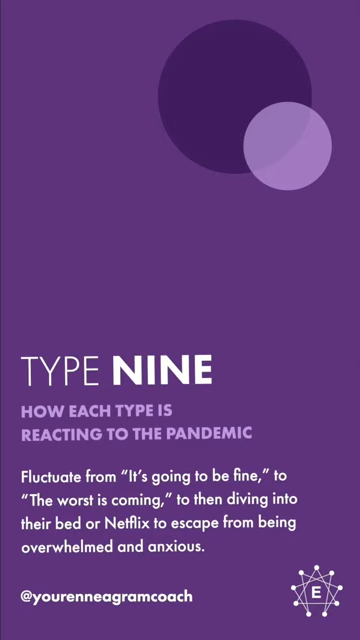 TYPE NINE
HOW EACH TYPE IS
REACTING TO THE PANDEMIC
Fluctuate from “It’s going to be fine,” to
“The worst is coming,” to then diving into
their bed or Netflix to escape from being
overwhelmed and anxious.
@yourenneagramcoach
E